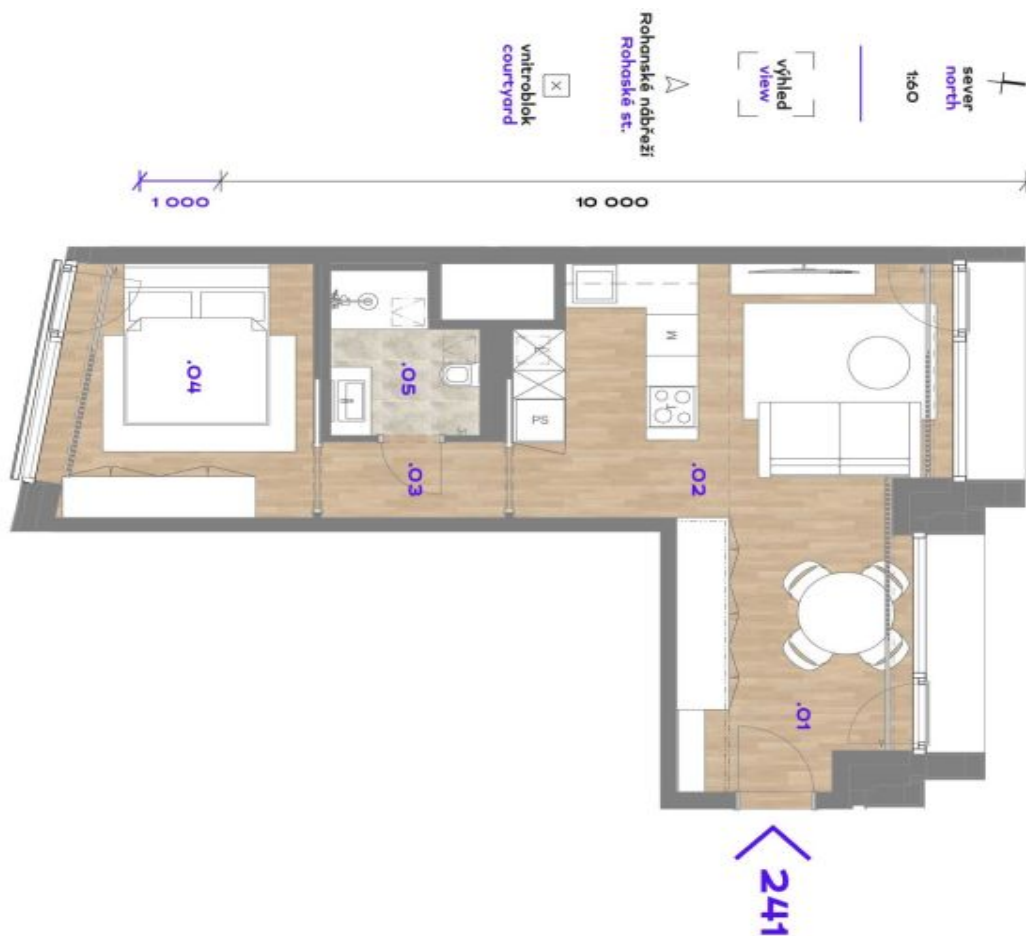 sever
north
1:60
výhled
view
Rohanské nábřeží
Rohaské st.
vnitroblok
courtyard
X
1 000
10 000
.04
.05
.03
.02
.01
M
PS
241